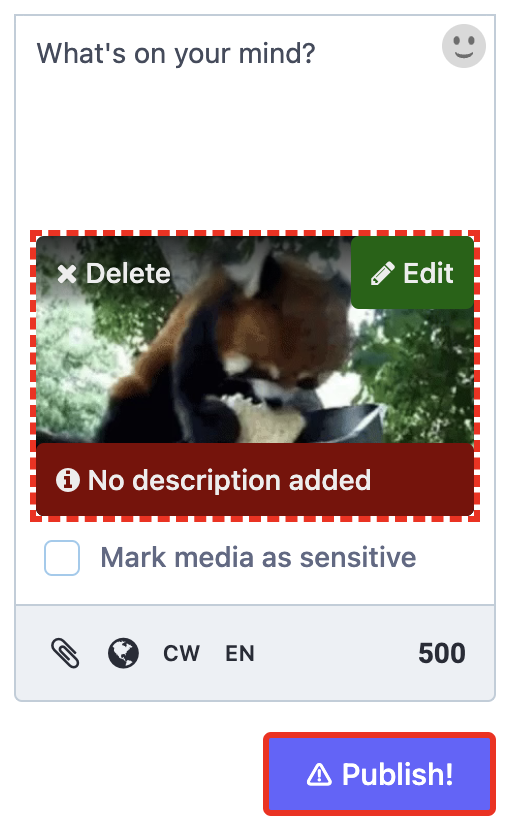 What's on your mind?
Delete
Edit
No description added
Mark media as sensitive
CW EN 500
Publish!